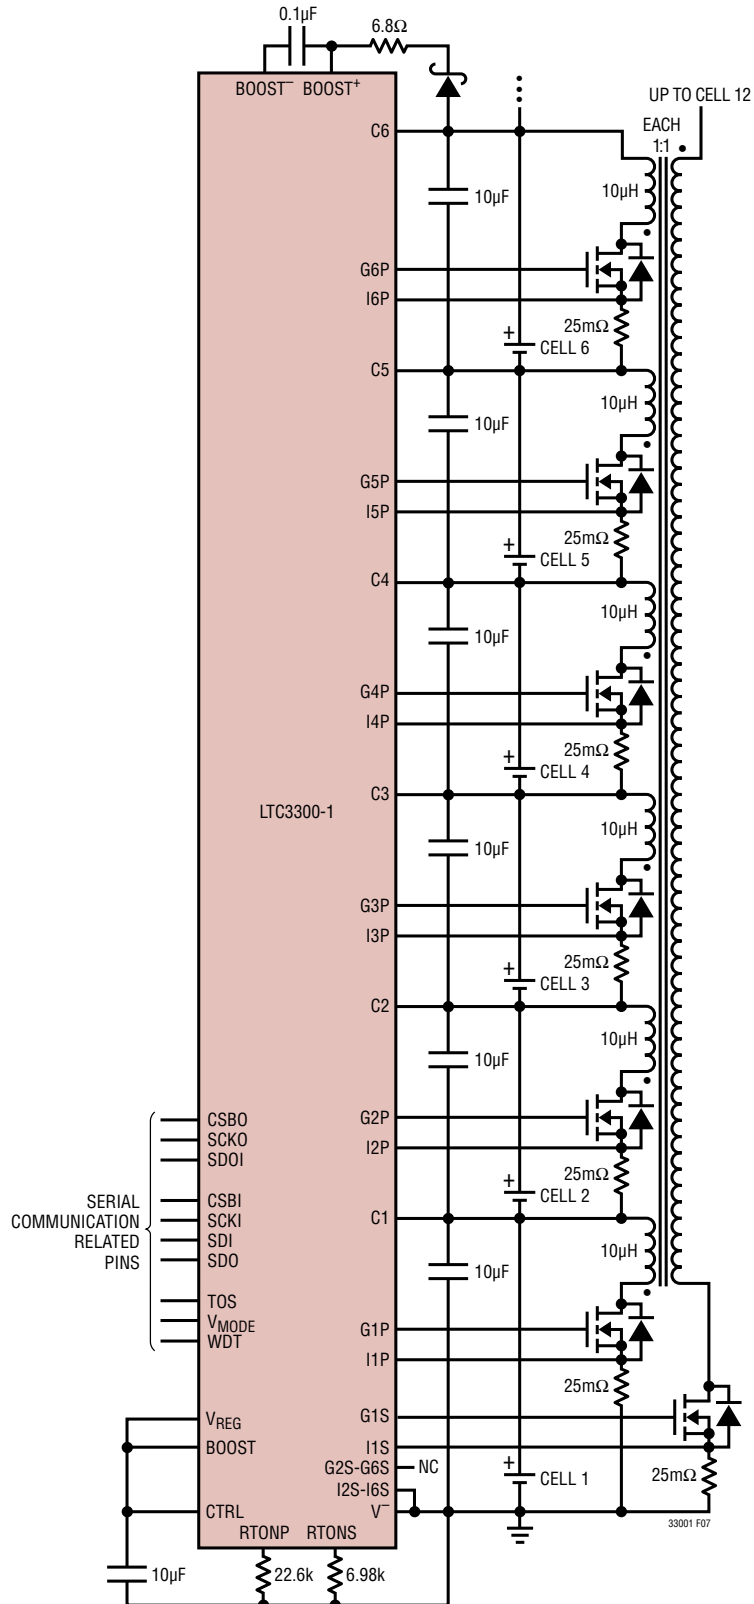 0.1µF
6.8Ω
BOOST⁻ BOOST⁺
UP TO CELL 12
EACH
1:1
C6
10µH
10µF
G6P
I6P
25mΩ
+
CELL 6
C5
10µH
10µF
G5P
I5P
25mΩ
+
CELL 5
C4
10µH
10µF
G4P
I4P
25mΩ
+
CELL 4
C3
LTC3300-1
10µH
10µF
G3P
I3P
25mΩ
+
CELL 3
C2
10µH
10µF
G2P
I2P
25mΩ
+
CELL 2
C1
10µH
10µF
CSBO
SCKO
SDOI
CSBI
SCKI
SDI
SDO
TOS
VMODE
WDT
SERIAL
COMMUNICATION
RELATED
PINS
G1P
I1P
25mΩ
G1S
I1S
G2S-G6S NC
I2S-I6S
V⁻
+
CELL 1
25mΩ
VREG
BOOST
CTRL
RTONP RTONS
10µF
22.6k
6.98k
33001 F07